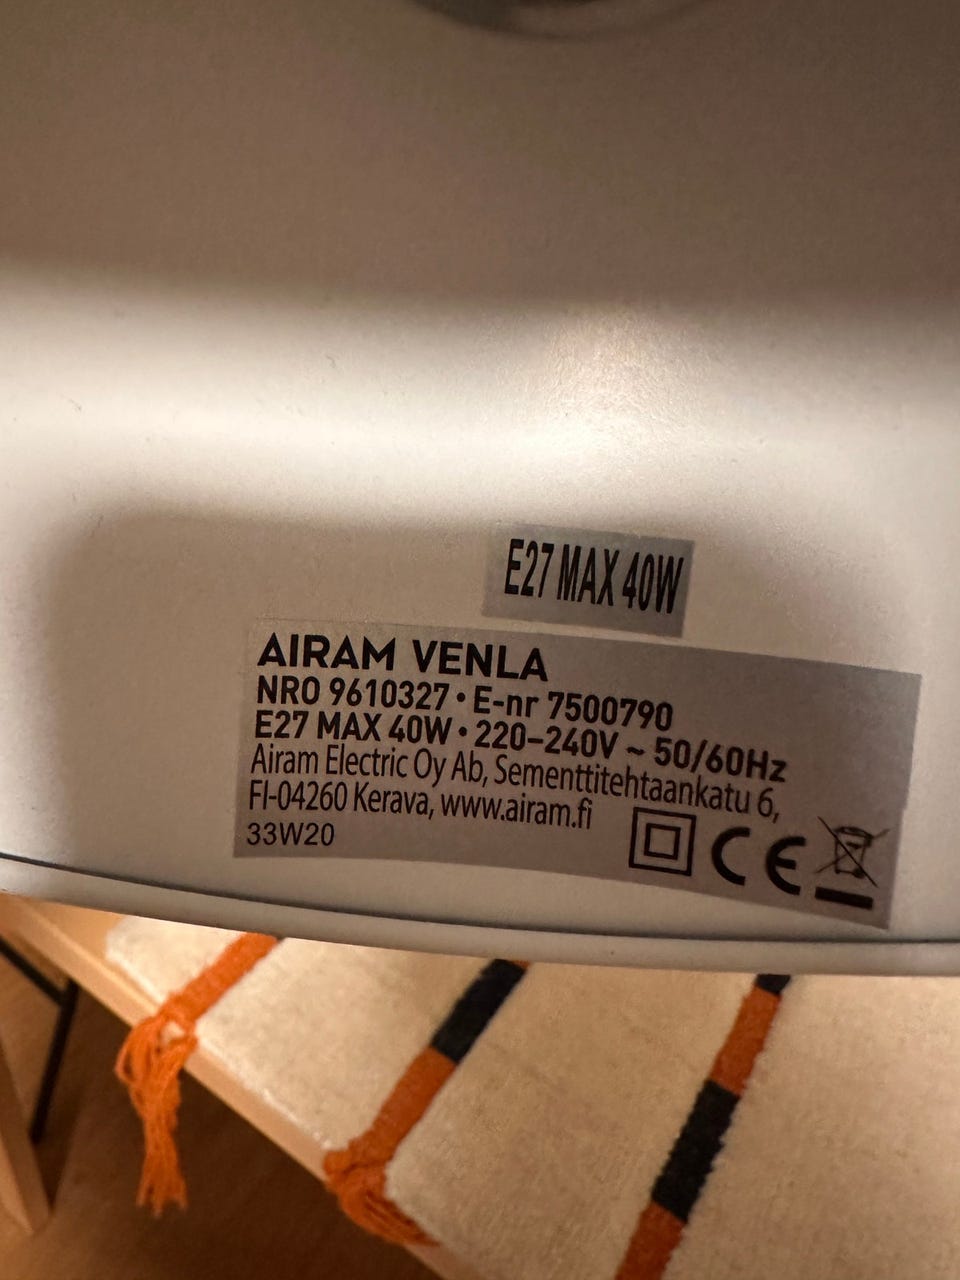 E27 MAX 40W
AIRAM VENLA
NRO 9610327 • E-nr 7500790
E27 MAX 40W • 220–240V ~ 50/60Hz
Airam Electric Oy Ab, Sementtitehtaankatu 6,
FI-04260 Kerava, www.airam.fi
33W20
CE